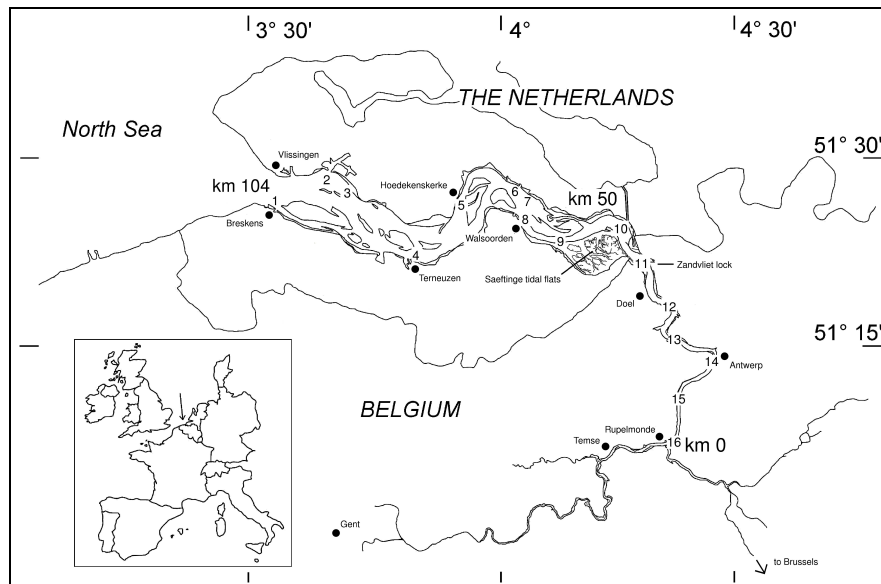 3° 30'
4°
4° 30'
THE NETHERLANDS
North Sea
51° 30'
Vlissingen
2
Hoedekenskerke
km 104
3
6
7
km 50
1
5
Breskens
8
Walsoorden
10
9
4
Terneuzen
Saeftinge tidal flats
11
Zandvliet lock
Doel
12
51° 15'
13
14
Antwerp
15
BELGIUM
Rupelmonde
Temse
16
km 0
Gent
to Brussels